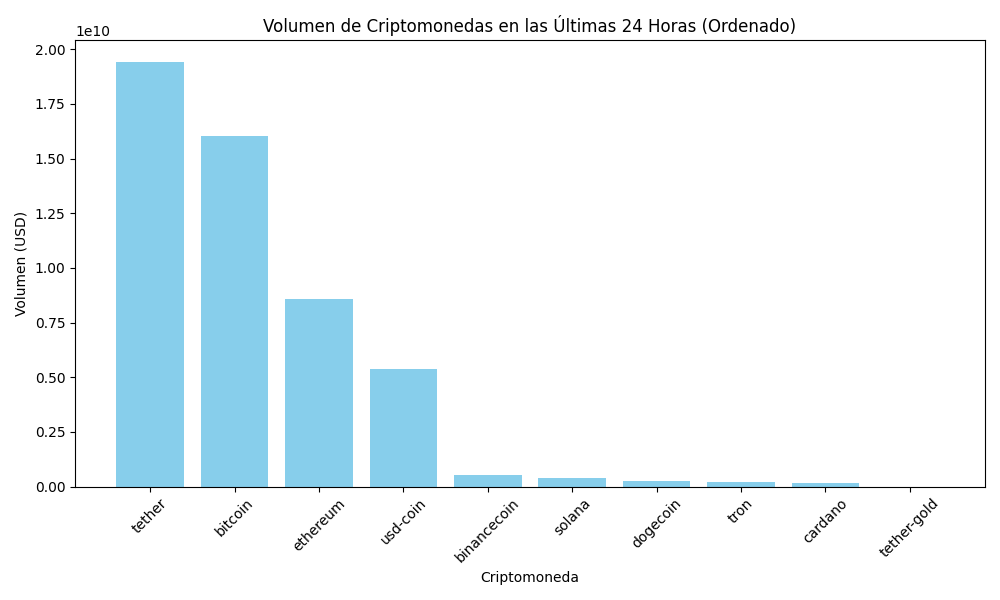 Volumen de Criptomonedas en las Últimas 24 Horas (Ordenado)
1e10
2.00
1.75
1.50
1.25
1.00
0.75
0.50
0.25
0.00
Volumen (USD)
tether
bitcoin
ethereum
usd-coin
binancecoin
solana
dogecoin
tron
cardano
tether-gold
Criptomoneda